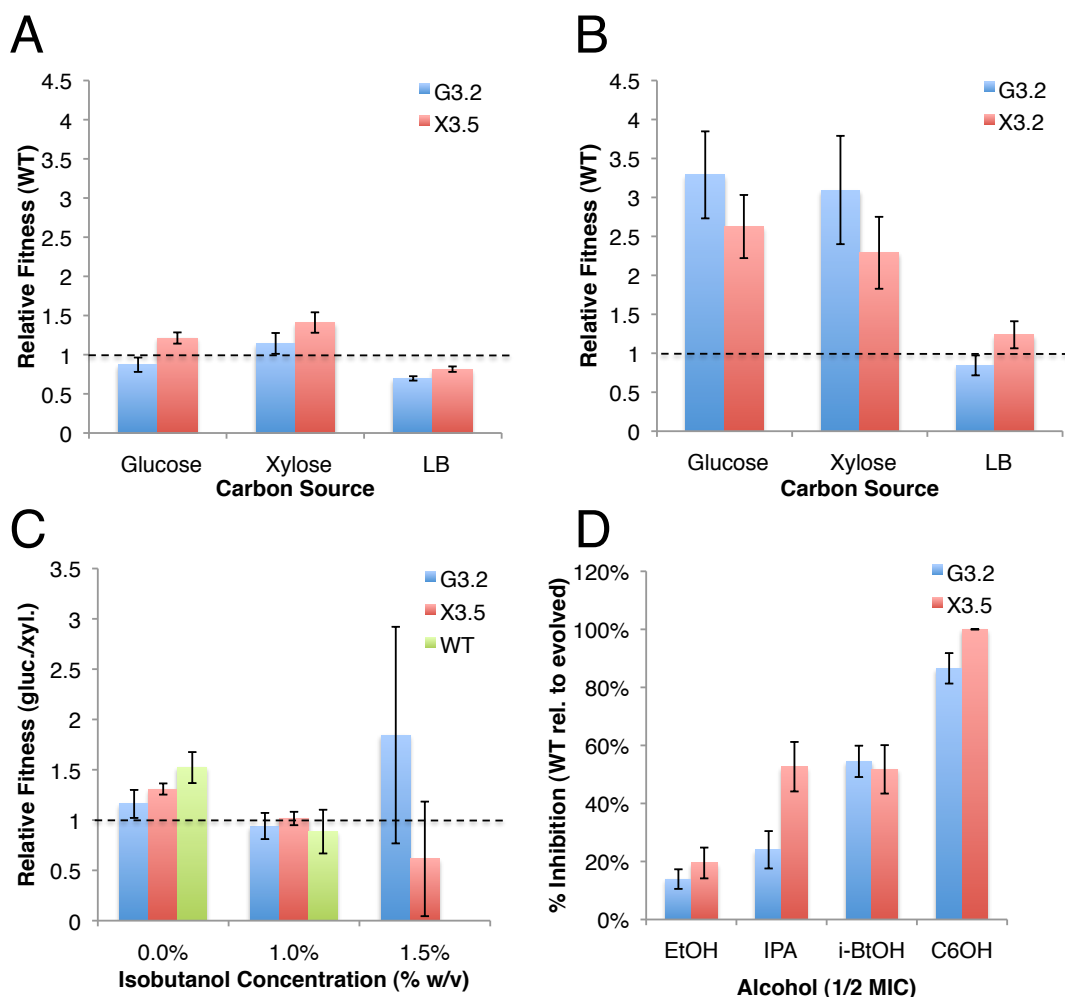 A
Relative Fitness (WT)
4.5
4
3.5
3
2.5
2
1.5
1
0.5
0
G3.2
X3.5
Glucose
Xylose
LB
Carbon Source
B
Relative Fitness (WT)
4.5
4
3.5
3
2.5
2
1.5
1
0.5
0
G3.2
X3.2
Glucose
Xylose
LB
Carbon Source
C
Relative Fitness (gluc./xyl.)
3.5
3
2.5
2
1.5
1
0.5
0
G3.2
X3.5
WT
0.0%
1.0%
1.5%
Isobutanol Concentration (% w/v)
D
% Inhibition (WT rel. to evolved)
120%
100%
80%
60%
40%
20%
0%
G3.2
X3.5
EtOH
IPA
i-BtOH
C6OH
Alcohol (1/2 MIC)